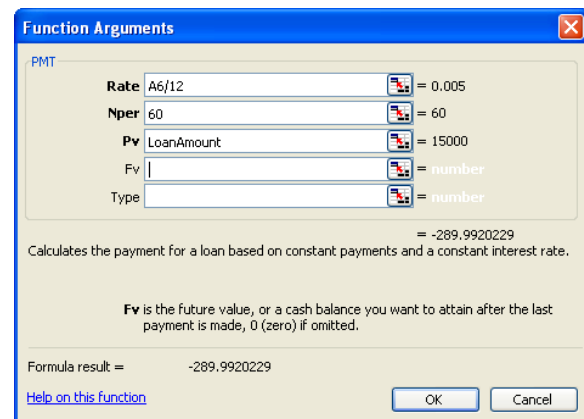 Function Arguments
PMT
Rate A6/12 = 0.005
Nper 60 = 60
Pv LoanAmount = 15000
Fv = number
Type = number
= -289.9920229
Calculates the payment for a loan based on constant payments and a constant interest rate.
Fv is the future value, or a cash balance you want to attain after the last
payment is made, 0 (zero) if omitted.
Formula result = -289.9920229
Help on this function OK Cancel